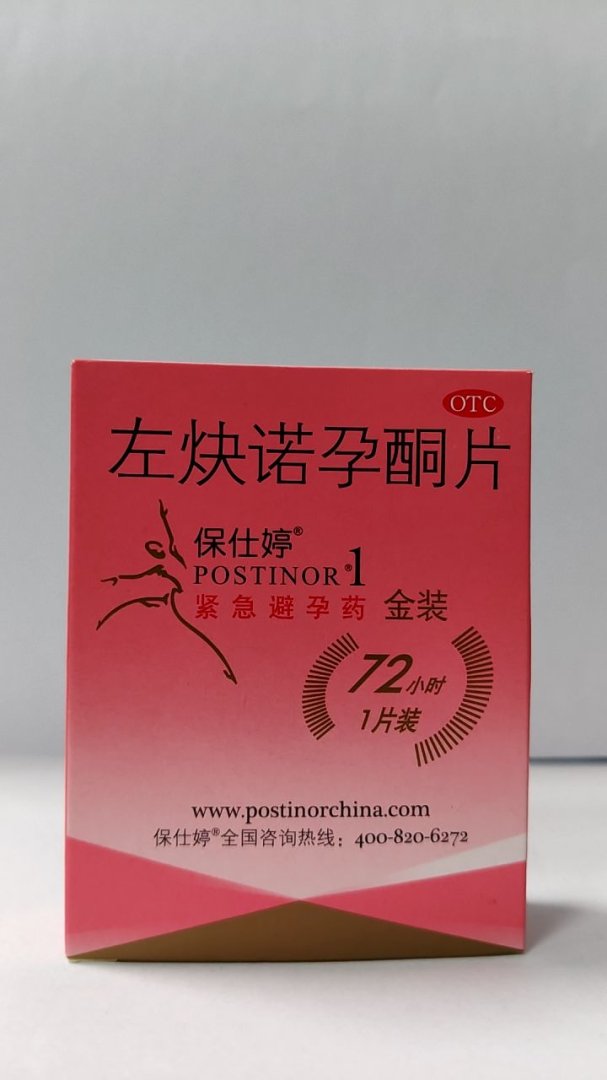 OTC
左炔诺孕酮片
保仕婷®
POSTINOR®1
紧急避孕药 金装
72小时
1片装
www.postinorchina.com
保仕婷®全国咨询热线：400-820-6272